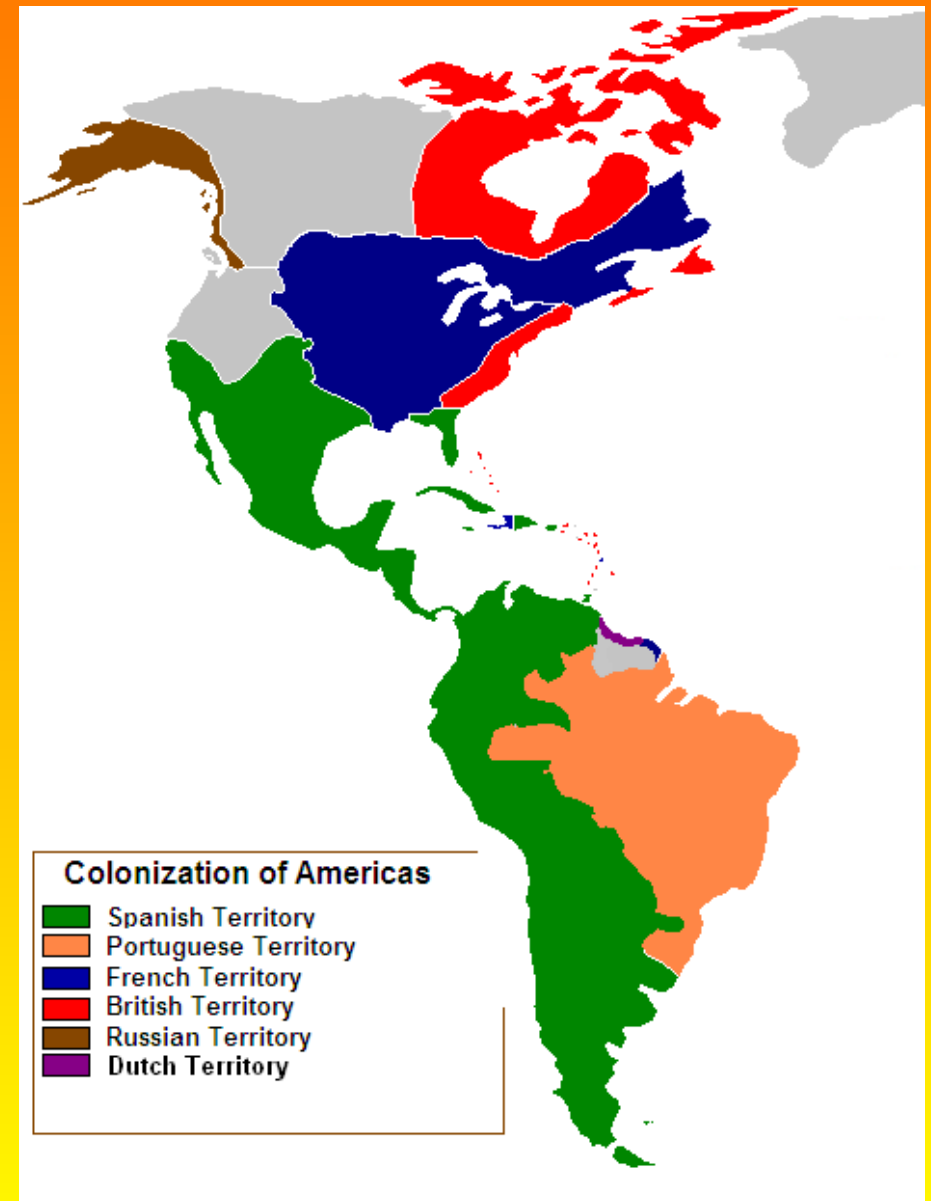 Colonization of Americas
Spanish Territory
Portuguese Territory
French Territory
British Territory
Russian Territory
Dutch Territory